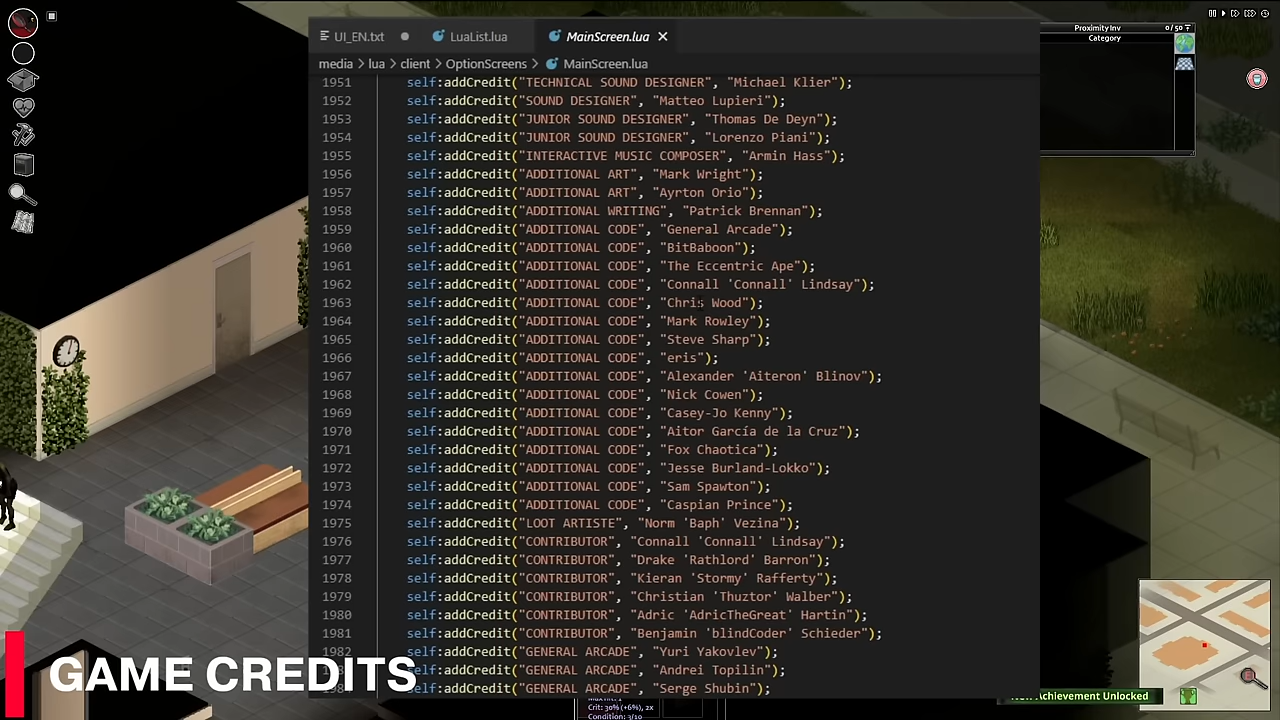 UI_EN.txt
LuaList.lua
MainScreen.lua
media > lua > client > OptionScreens > MainScreen.lua
1951 self:addCredit("TECHNICAL SOUND DESIGNER", "Michael Klier");
1952 self:addCredit("SOUND DESIGNER", "Matteo Lupieri");
1953 self:addCredit("JUNIOR SOUND DESIGNER", "Thomas De Deyn");
1954 self:addCredit("JUNIOR SOUND DESIGNER", "Lorenzo Piani");
1955 self:addCredit("INTERACTIVE MUSIC COMPOSER", "Armin Hass");
1956 self:addCredit("ADDITIONAL ART", "Mark Wright");
1957 self:addCredit("ADDITIONAL ART", "Ayrton Orio");
1958 self:addCredit("ADDITIONAL WRITING", "Patrick Brennan");
1959 self:addCredit("ADDITIONAL CODE", "General Arcade");
1960 self:addCredit("ADDITIONAL CODE", "BitBaboon");
1961 self:addCredit("ADDITIONAL CODE", "The Eccentric Ape");
1962 self:addCredit("ADDITIONAL CODE", "Connall 'Connall' Lindsay");
1963 self:addCredit("ADDITIONAL CODE", "Chris Wood");
1964 self:addCredit("ADDITIONAL CODE", "Mark Rowley");
1965 self:addCredit("ADDITIONAL CODE", "Steve Sharp");
1966 self:addCredit("ADDITIONAL CODE", "eris");
1967 self:addCredit("ADDITIONAL CODE", "Alexander 'Aiteron' Blinov");
1968 self:addCredit("ADDITIONAL CODE", "Nick Cowen");
1969 self:addCredit("ADDITIONAL CODE", "Casey-Jo Kenny");
1970 self:addCredit("ADDITIONAL CODE", "Aitor García de la Cruz");
1971 self:addCredit("ADDITIONAL CODE", "Fox Chaotica");
1972 self:addCredit("ADDITIONAL CODE", "Jesse Burland-Lokko");
1973 self:addCredit("ADDITIONAL CODE", "Sam Spawton");
1974 self:addCredit("ADDITIONAL CODE", "Caspian Prince");
1975 self:addCredit("LOOT ARTISTE", "Norm 'Baph' Vezina");
1976 self:addCredit("CONTRIBUTOR", "Connall 'Connall' Lindsay");
1977 self:addCredit("CONTRIBUTOR", "Drake 'Rathlord' Barron");
1978 self:addCredit("CONTRIBUTOR", "Kieran 'Stormy' Rafferty");
1979 self:addCredit("CONTRIBUTOR", "Christian 'Thuztor' Walber");
1980 self:addCredit("CONTRIBUTOR", "Adric 'AdricTheGreat' Hartin");
1981 self:addCredit("CONTRIBUTOR", "Benjamin 'blindCoder' Schieder");
1982 self:addCredit("GENERAL ARCADE", "Yuri Yakovlev");
self:addCredit("GENERAL ARCADE", "Andrei Topilin");
self:addCredit("GENERAL ARCADE", "Serge Shubin");
Proximity Inv 0 / 50
Category
GAME CREDITS
Crit: 30% (+6%), 2x
Condition: 3/10
Achievement Unlocked